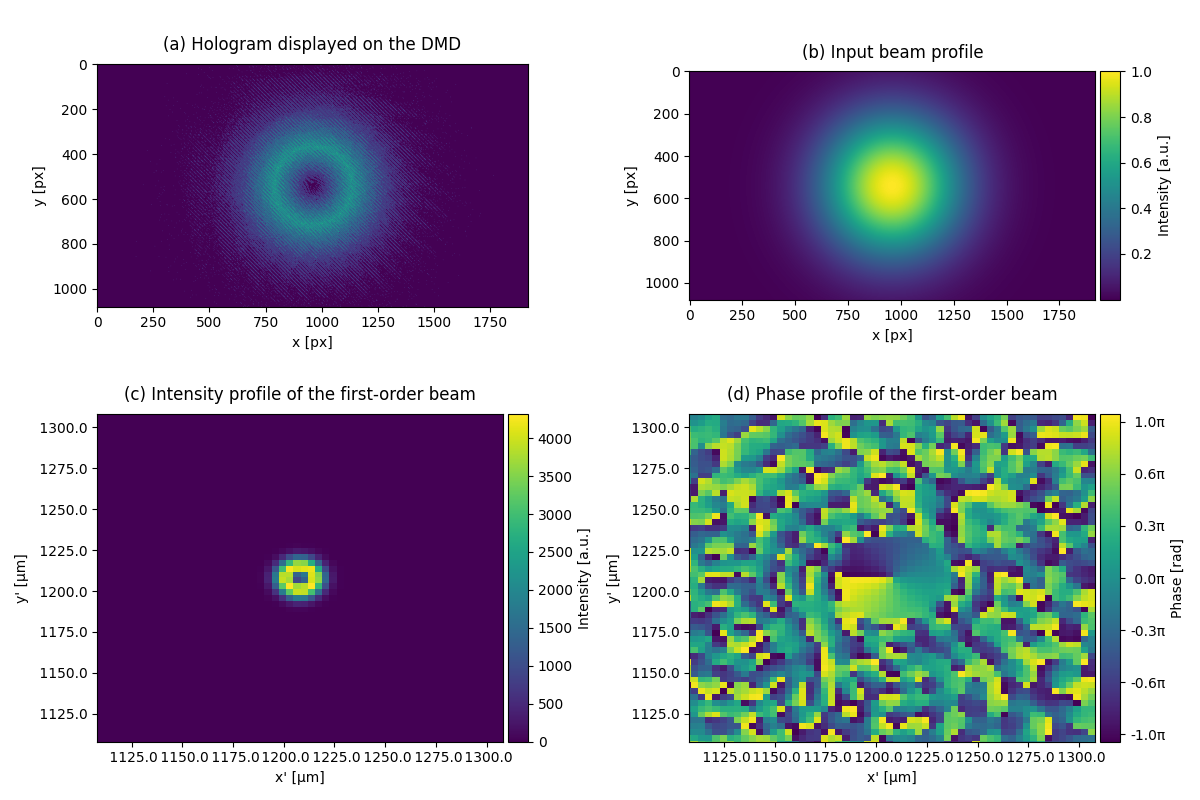 (a) Hologram displayed on the DMD
0
200
400
600
800
1000
y [px]
0 250 500 750 1000 1250 1500 1750
x [px]
(b) Input beam profile
0
200
400
600
800
1000
y [px]
0 250 500 750 1000 1250 1500 1750
x [px]
1.0
0.8
0.6
0.4
0.2
Intensity [a.u.]
(c) Intensity profile of the first-order beam
1300.0
1275.0
1250.0
1225.0
1200.0
1175.0
1150.0
1125.0
y' [μm]
1125.0 1150.0 1175.0 1200.0 1225.0 1250.0 1275.0 1300.0
x' [μm]
4000
3500
3000
2500
2000
1500
1000
500
0
Intensity [a.u.]
(d) Phase profile of the first-order beam
1300.0
1275.0
1250.0
1225.0
1200.0
1175.0
1150.0
1125.0
y' [μm]
1125.0 1150.0 1175.0 1200.0 1225.0 1250.0 1275.0 1300.0
x' [μm]
1.0π
0.6π
0.3π
0.0π
-0.3π
-0.6π
-1.0π
Phase [rad]